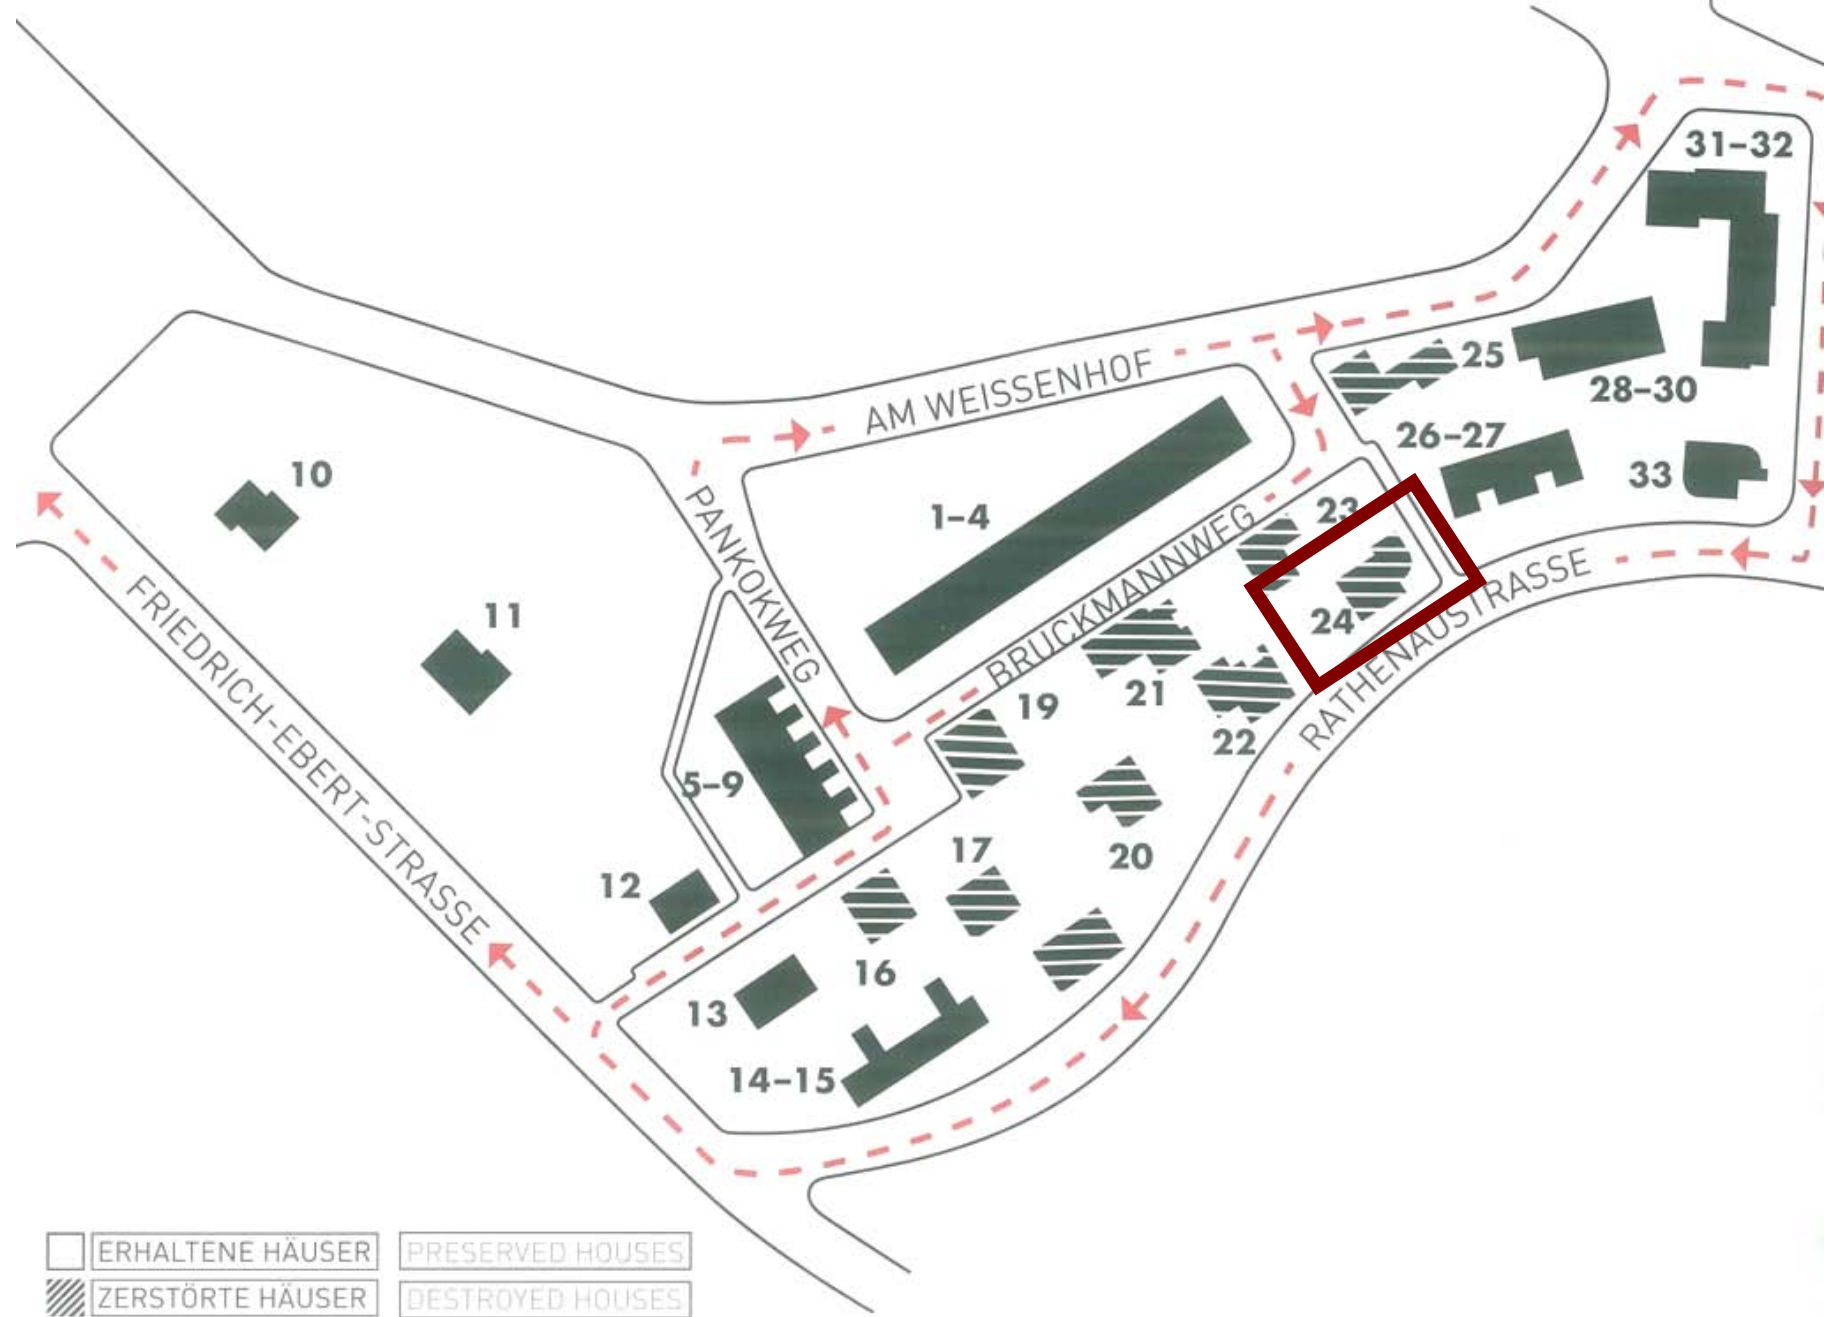 31-32
25
28-30
26-27
33
AM WEISSENHOF
10
1-4
23
PANKOKWEG
BRUCKMANNWEG
24
RATHENAUSTRASSE
11
FRIEDRICH-EBERT-STRASSE
21
19
22
5-9
17
20
12
16
13
14-15
ERHALTENE HÄUSER
PRESERVED HOUSES
ZERSTÖRTE HÄUSER
DESTROYED HOUSES